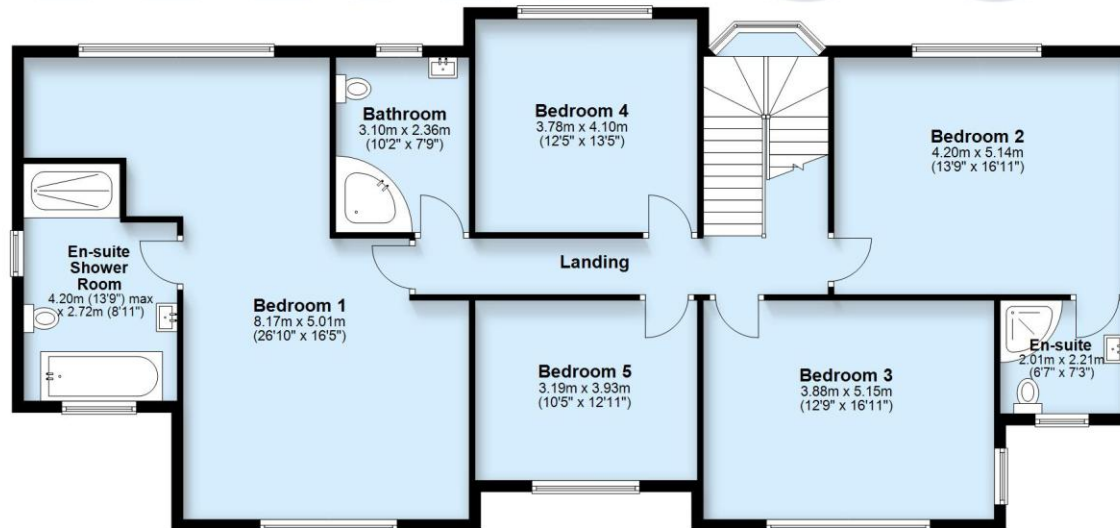 Bathroom
3.10m x 2.36m
(10'2" x 7'9")
Bedroom 4
3.78m x 4.10m
(12'5" x 13'5")
Bedroom 2
4.20m x 5.14m
(13'9" x 16'11")
En-suite
Shower
Room
4.20m (13'9") max
x 2.72m (8'11")
Landing
Bedroom 1
8.17m x 5.01m
(26'10" x 16'5")
Bedroom 5
3.19m x 3.93m
(10'5" x 12'11")
Bedroom 3
3.88m x 5.15m
(12'9" x 16'11")
En-suite
2.01m x 2.21m
(6'7" x 7'3")